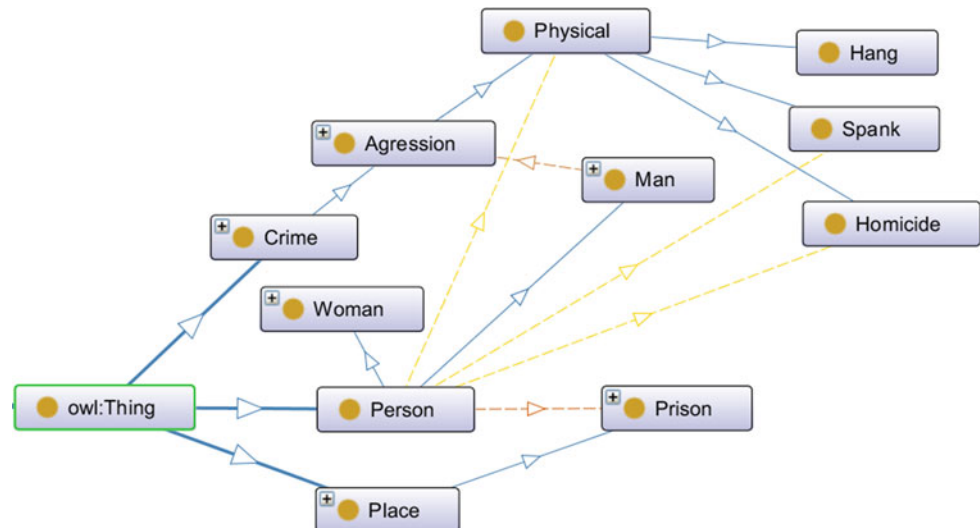 Physical
Hang
Agression
Spank
Man
Crime
Homicide
Woman
owl:Thing
Person
Prison
Place